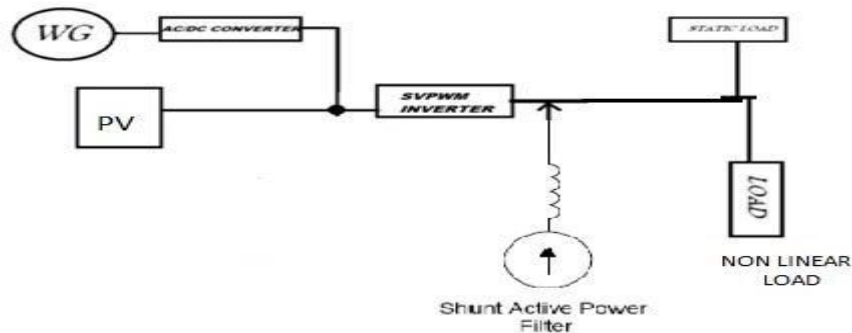 WG
AC/DC CONVERTER
STATIC LOAD
PV
SVPWM
INVERTER
LOAD
NON LINEAR
LOAD
Shunt Active Power
Filter